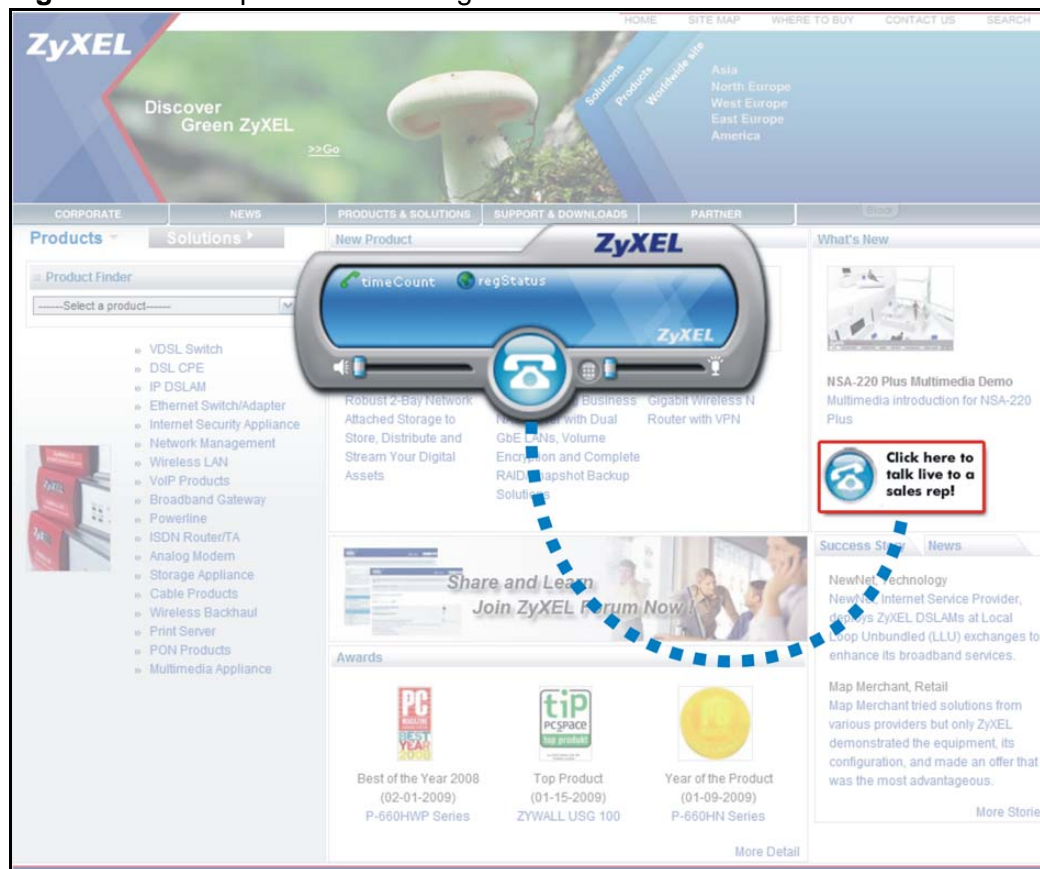 HOME SITE MAP WHERE TO BUY CONTACT US SEARCH
ZyXEL
Discover
Green ZyXEL
>>Go
Solutions
Products
Worldwide site
Asia
North Europe
West Europe
East Europe
America
CORPORATE NEWS PRODUCTS & SOLUTIONS SUPPORT & DOWNLOADS PARTNER
Products Solutions
Product Finder
------Select a product------
VDSL Switch
DSL CPE
IP DSLAM
Ethernet Switch/Adapter
Internet Security Appliance
Network Management
Wireless LAN
VoIP Products
Broadband Gateway
Powerline
ISDN Router/TA
Analog Modem
Storage Appliance
Cable Products
Wireless Backhaul
Print Server
PON Products
Multimedia Appliance
ZyXEL
New Product
ZyXEL
timeCount regStatus
ZyXEL
Robust 2-Bay Network
Attached Storage to
Store, Distribute and
Stream Your Digital
Assets
Business
with Dual
GbE LANs, Volume
Encryption and Complete
RAID/Snapshot Backup
Solutions
Gigabit Wireless N
Router with VPN
Share and Learn
Join ZyXEL Forum Now!
Awards
PC
MAGAZINE
BEST
YEAR
2008
Best of the Year 2008
(02-01-2009)
P-660HWP Series
tip
PCSPACE
top produkt
Top Product
(01-15-2009)
ZYWALL USG 100
Year of the Product
(01-09-2009)
P-660HN Series
More Detail
What's New
NSA-220 Plus Multimedia Demo
Multimedia introduction for NSA-220
Plus
Click here to
talk live to a
sales rep!
Success Story News
NewNet, Technology
NewNet, Internet Service Provider,
deploys ZyXEL DSLAMs at Local
Loop Unbundled (LLU) exchanges to
enhance its broadband services.
Map Merchant, Retail
Map Merchant tried solutions from
various providers but only ZyXEL
demonstrated the equipment, its
configuration, and made an offer that
was the most advantageous.
More Storie